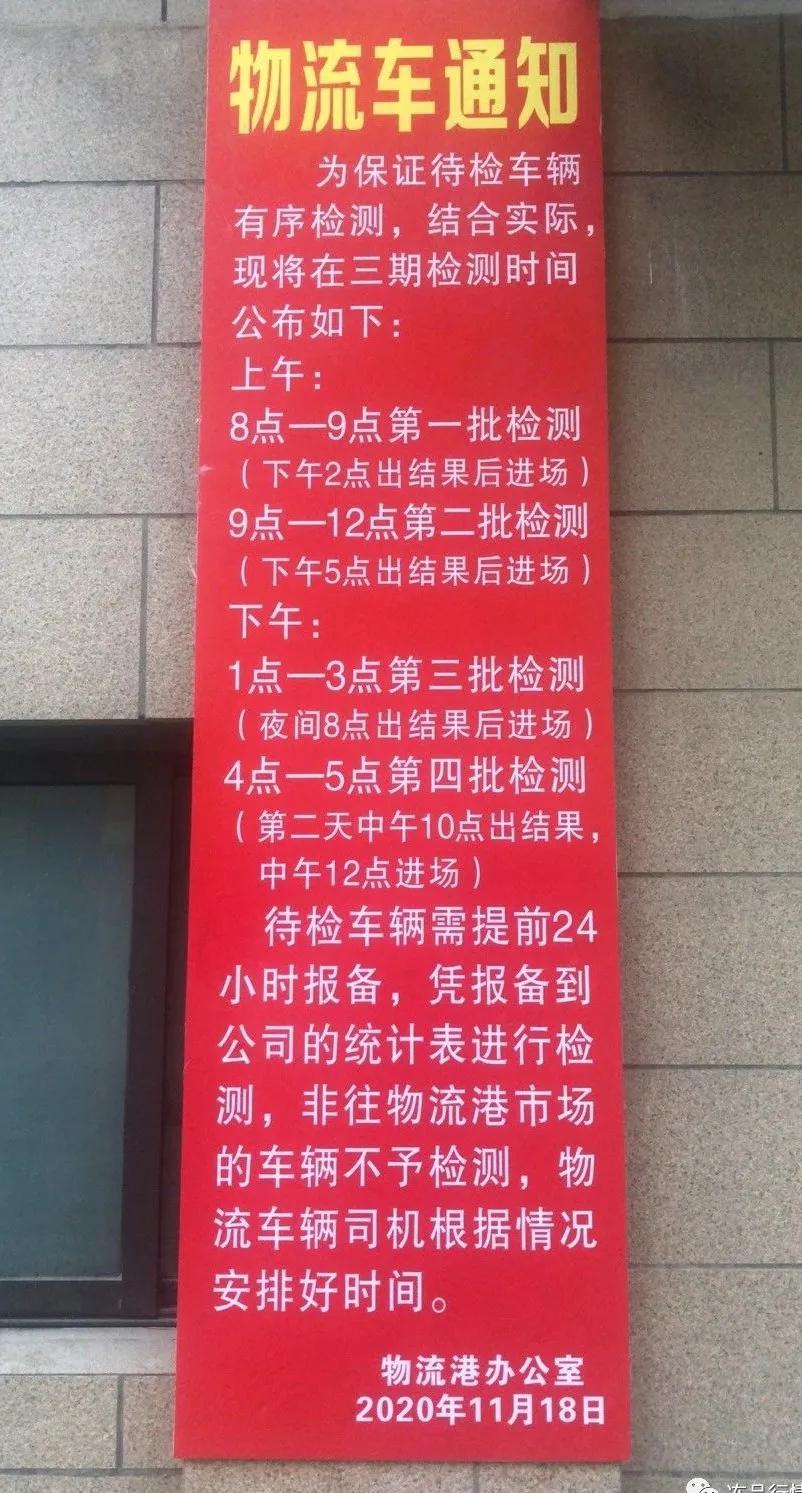 物流车通知
为保证待检车辆
有序检测，结合实际，
现将在三期检测时间
公布如下：
上午：
8点—9点第一批检测
（下午2点出结果后进场）
9点—12点第二批检测
（下午5点出结果后进场）
下午：
1点—3点第三批检测
（夜间8点出结果后进场）
4点—5点第四批检测
（第二天中午10点出结果，
中午12点进场）
待检车辆需提前24
小时报备，凭报备到
公司的统计表进行检
测，非往物流港市场
的车辆不予检测，物
流车辆司机根据情况
安排好时间。
物流港办公室
2020年11月18日
冻品行情